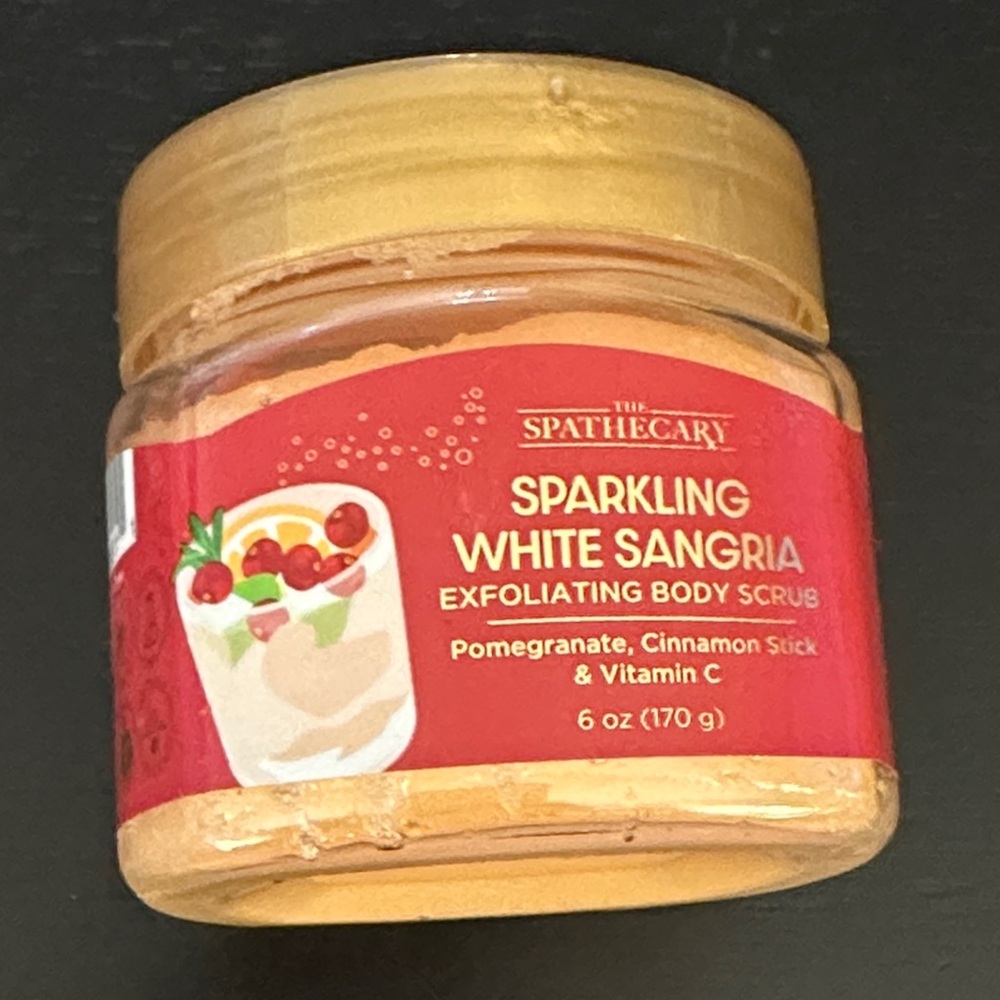 THE
SPATHECARY
SPARKLING
WHITE SANGRIA
EXFOLIATING BODY SCRUB
Pomegranate, Cinnamon Stick
& Vitamin C
6 oz (170 g)